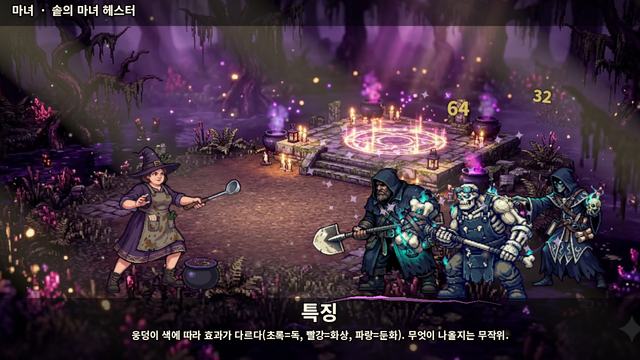 마녀 · 솥의 마녀 헤스터
64
32
특징
웅덩이 색에 따라 효과가 다르다(초록=독, 빨강=화상, 파랑=둔화). 무엇이 나올지는 무작위.